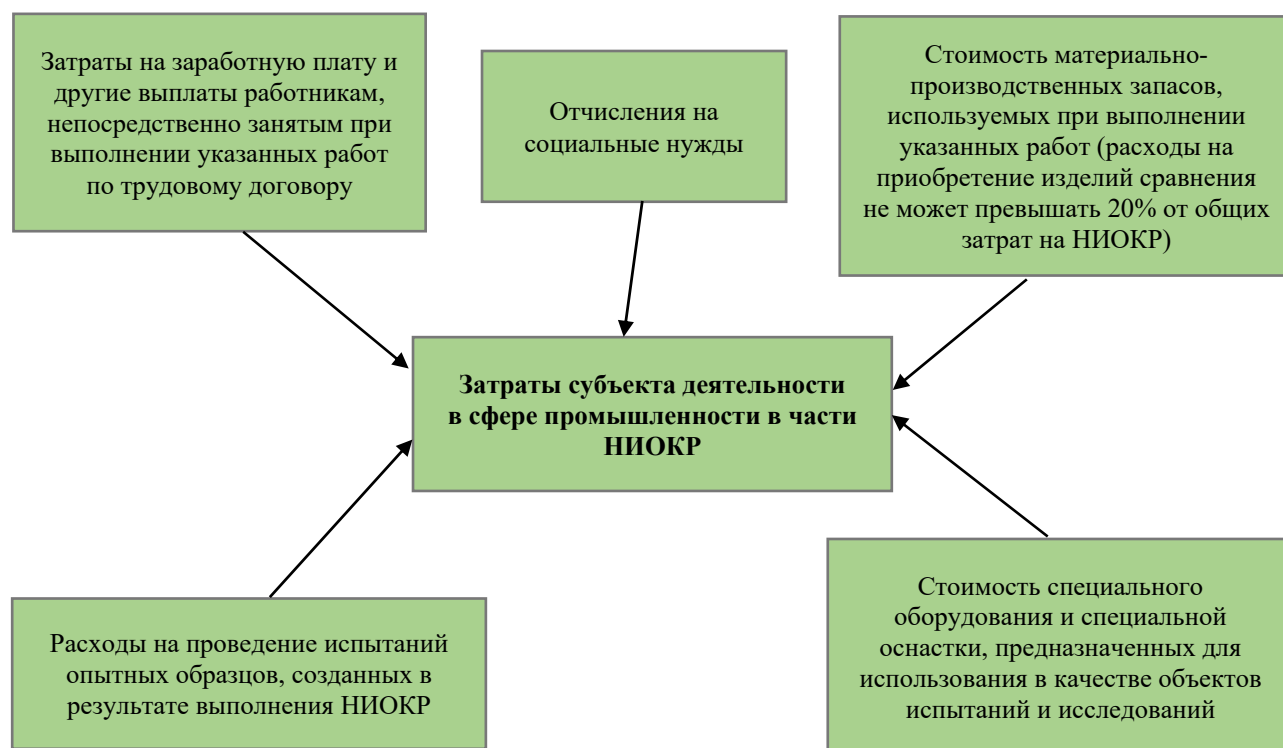 Затраты на заработную плату и
другие выплаты работникам,
непосредственно занятым при
выполнении указанных работ
по трудовому договору
Отчисления на
социальные нужды
Стоимость материально-
производственных запасов,
используемых при выполнении
указанных работ (расходы на
приобретение изделий сравнения
не может превышать 20% от общих
затрат на НИОКР)
Затраты субъекта деятельности
в сфере промышленности в части
НИОКР
Расходы на проведение испытаний
опытных образцов, созданных в
результате выполнения НИОКР
Стоимость специального
оборудования и специальной
оснастки, предназначенных для
использования в качестве объектов
испытаний и исследований